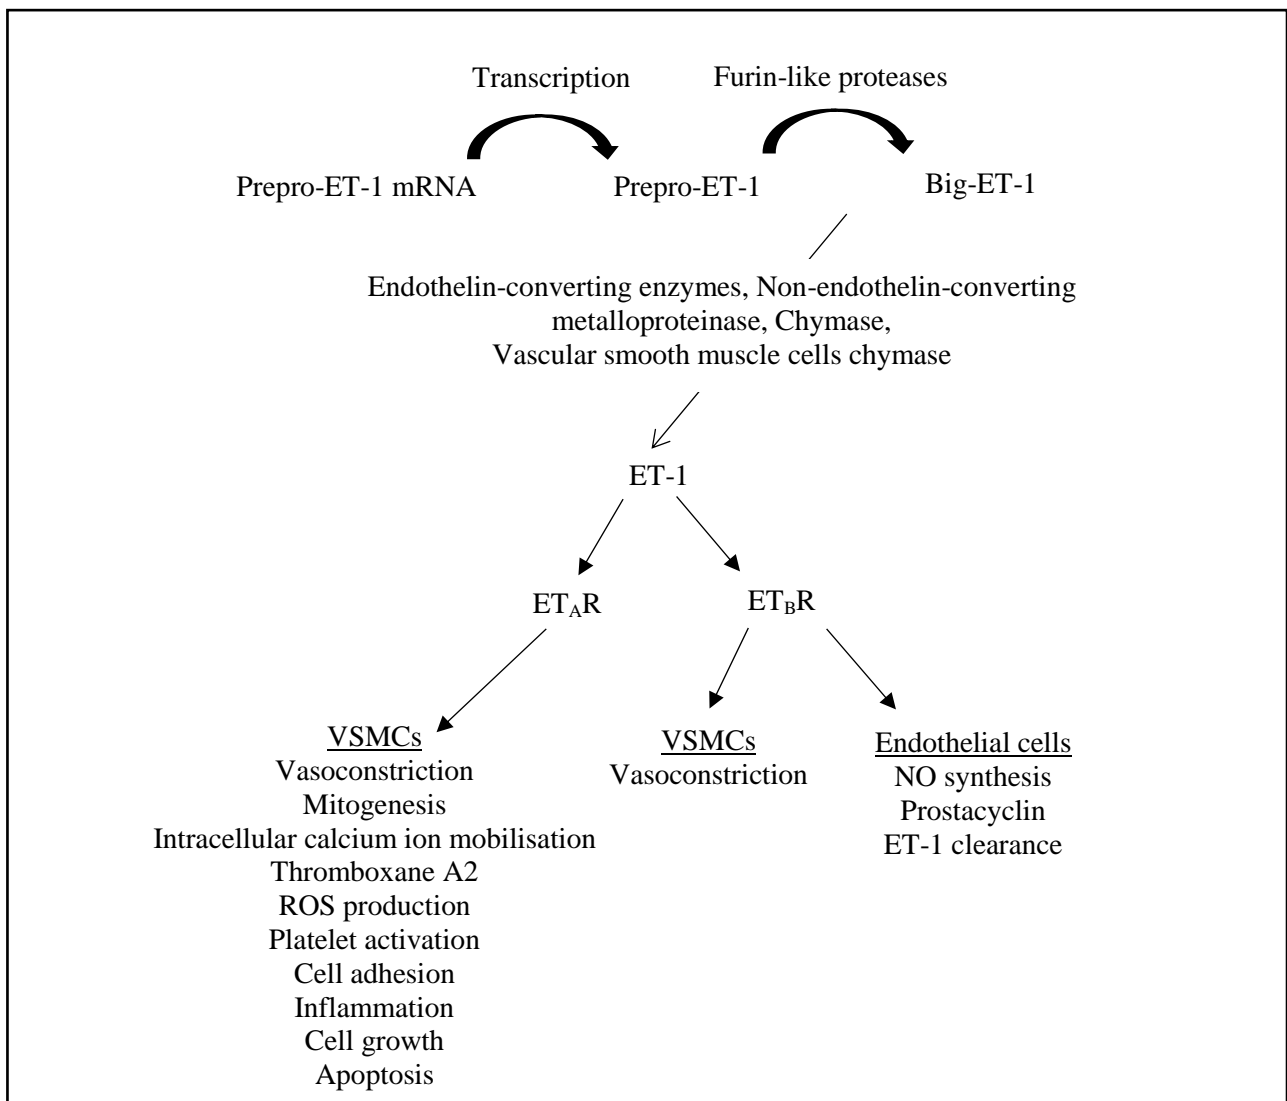 Transcription
Furin-like proteases
Prepro-ET-1 mRNA
Prepro-ET-1
Big-ET-1
Endothelin-converting enzymes, Non-endothelin-converting
metalloproteinase, Chymase,
Vascular smooth muscle cells chymase
ET-1
ETAR
ETBR
VSMCs
Vasoconstriction
Mitogenesis
Intracellular calcium ion mobilisation
Thromboxane A2
ROS production
Platelet activation
Cell adhesion
Inflammation
Cell growth
Apoptosis
VSMCs
Vasoconstriction
Endothelial cells
NO synthesis
Prostacyclin
ET-1 clearance